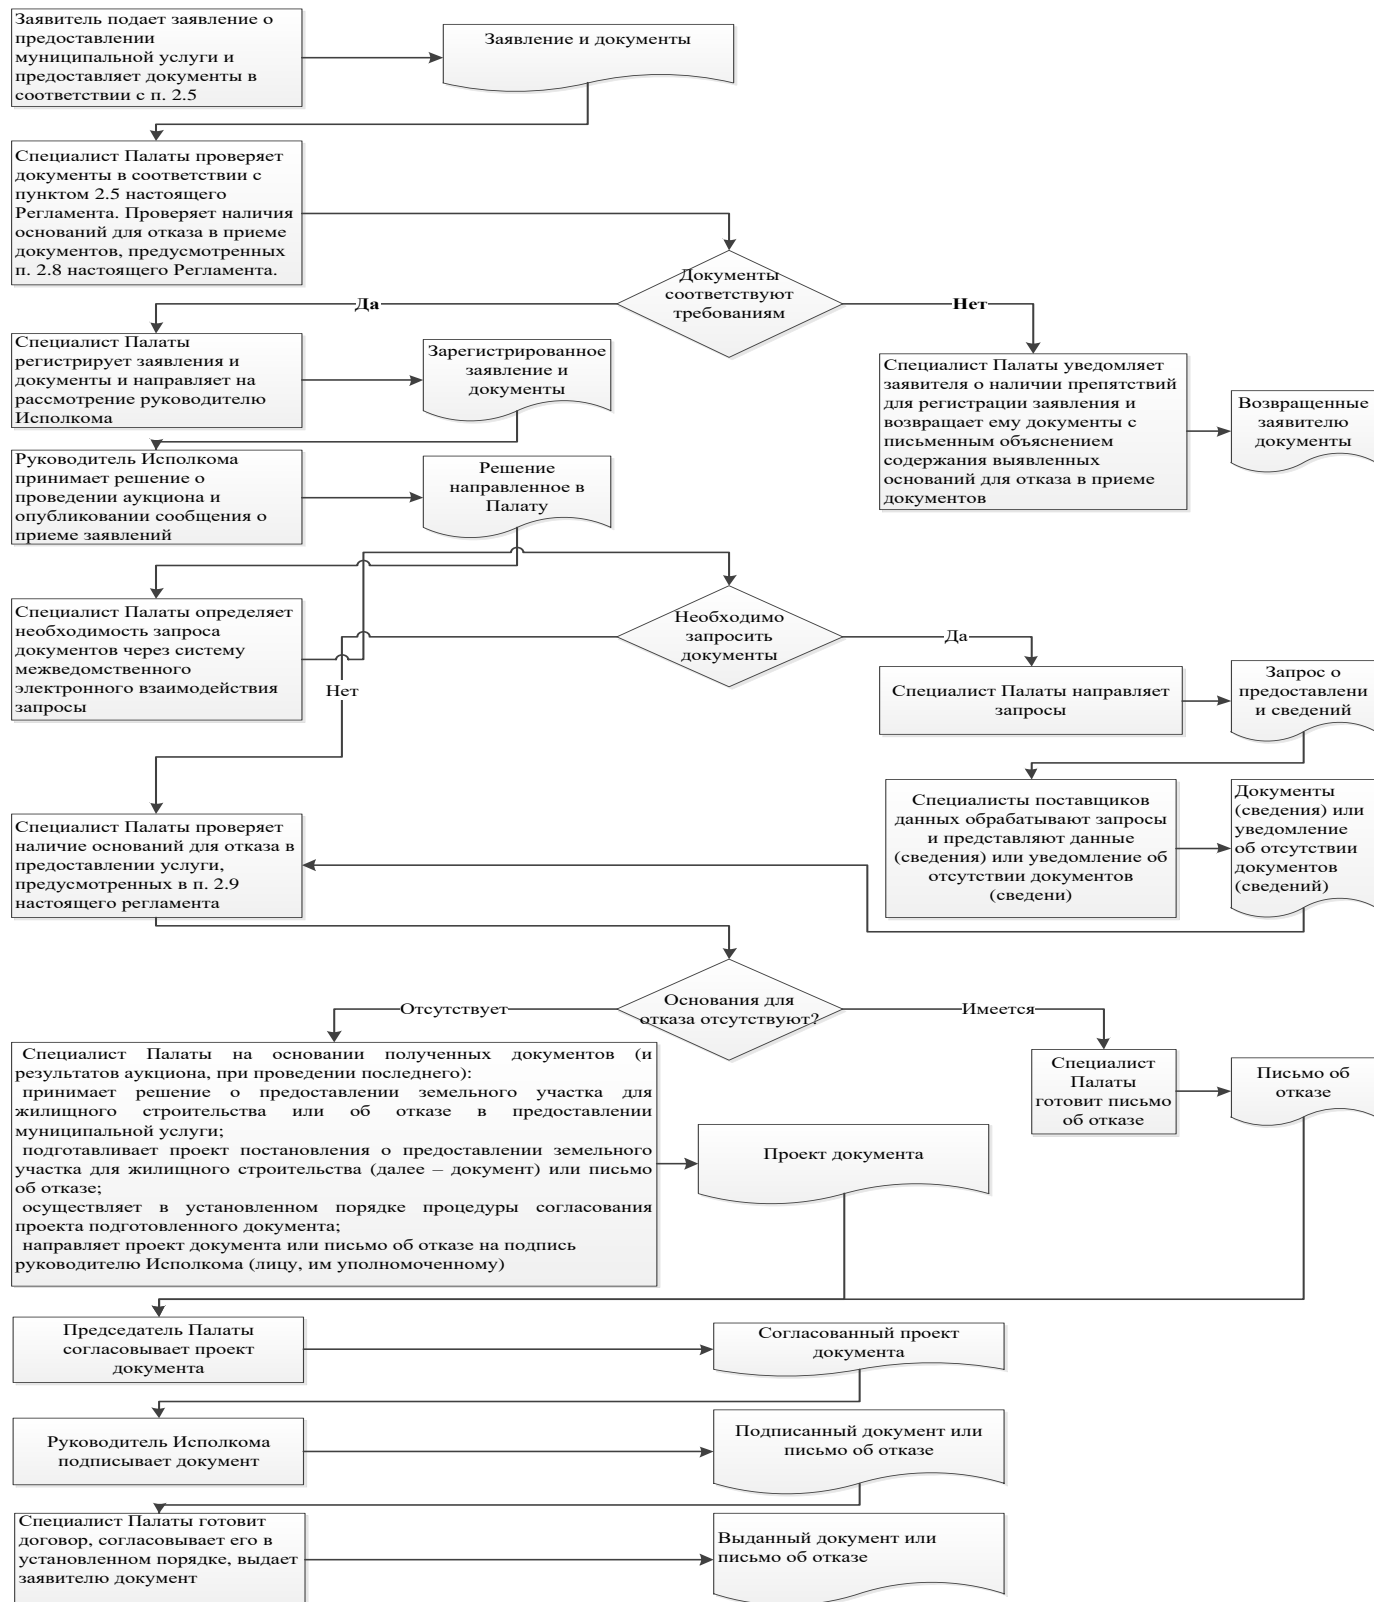 Заявитель подает заявление о
предоставлении
муниципальной услуги и
предоставляет документы в
соответствии с п. 2.5
Заявление и документы
Специалист Палаты проверяет
документы в соответствии с
пунктом 2.5 настоящего
Регламента. Проверяет наличия
оснований для отказа в приеме
документов, предусмотренных
п. 2.8 настоящего Регламента.
Документы
соответствуют
требованиям
Да
Нет
Специалист Палаты
регистрирует заявления и
документы и направляет на
рассмотрение руководителю
Исполкома
Зарегистрированное
заявление и
документы
Специалист Палаты уведомляет
заявителя о наличии препятствий
для регистрации заявления и
возвращает ему документы с
письменным объяснением
содержания выявленных
оснований для отказа в приеме
документов
Возвращенные
заявителю
документы
Руководитель Исполкома
принимает решение о
проведении аукциона и
опубликовании сообщения о
приеме заявлений
Решение
направленное в
Палату
Специалист Палаты определяет
необходимость запроса
документов через систему
межведомственного
электронного взаимодействия
запросы
Необходимо
запросить
документы
Да
Нет
Специалист Палаты направляет
запросы
Запрос о
предоставлени
и сведений
Специалисты поставщиков
данных обрабатывают запросы
и представляют данные
(сведения) или уведомление об
отсутствии документов
(сведени)
Документы
(сведения) или
уведомление
об отсутствии
документов
(сведений)
Специалист Палаты проверяет
наличие оснований для отказа в
предоставлении услуги,
предусмотренных в п. 2.9
настоящего регламента
Основания для
отказа отсутствуют?
Отсутствует
Имеется
Специалист Палаты на основании полученных документов (и
результатов аукциона, при проведении последнего):
принимает решение о предоставлении земельного участка для
жилищного строительства или об отказе в предоставлении
муниципальной услуги;
подготавливает проект постановления о предоставлении земельного
участка для жилищного строительства (далее – документ) или письмо
об отказе;
осуществляет в установленном порядке процедуры согласования
проекта подготовленного документа;
направляет проект документа или письмо об отказе на подпись
руководителю Исполкома (лицу, им уполномоченному)
Проект документа
Специалист
Палаты
готовит письмо
об отказе
Письмо об
отказе
Председатель Палаты
согласовывает проект
документа
Согласованный проект
документа
Руководитель Исполкома
подписывает документ
Подписанный документ или
письмо об отказе
Специалист Палаты готовит
договор, согласовывает его в
установленном порядке, выдает
заявителю документ
Выданный документ или
письмо об отказе